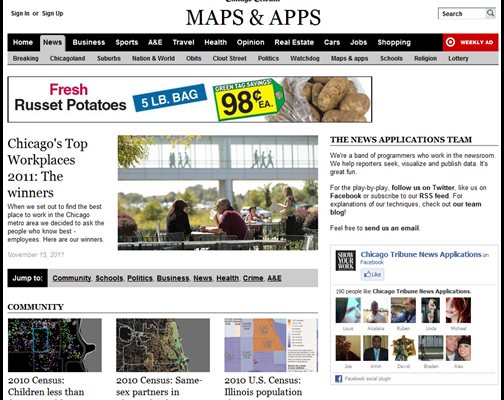 Chicago Tribune
Sign In or Sign Up
MAPS & APPS
Search
Home News Business Sports A&E Travel Health Opinion Real Estate Cars Jobs Shopping WEEKLY AD
Breaking Chicagoland Suburbs Nation & World Obits Clout Street Politics Watchdog Maps & apps Schools Religion Lottery
Fresh
Russet Potatoes
5 LB. BAG
GREEN TAG SAVINGS!
98¢
EA.
Chicago's Top
Workplaces
2011: The
winners
When we set out to find the best
place to work in the Chicago
metro area we decided to ask the
people who know best -
employees. Here are our winners.
November 15, 2011
THE NEWS APPLICATIONS TEAM
We're a band of programmers who work in the newsroom.
We help reporters seek, visualize and publish data. It's
great fun.
For the play-by-play, follow us on Twitter, like us on
Facebook or subscribe to our RSS feed. For
explanations of our techniques, check out our team
blog!
Feel free to send us an email.
SHOW
YOUR
WORK
Chicago Tribune News Applications on
Facebook
Like
190 people like Chicago Tribune News Applications.
Louis Akalaka Ruben Linda Michael
Joe Amin David Braden Alex
Facebook social plugin
Jump to: Community, Schools, Politics, Business, News, Health, Crime, A&E
COMMUNITY
2010 Census:
Children less than
2010 Census: Same-
sex partners in
2010 U.S. Census:
Illinois population